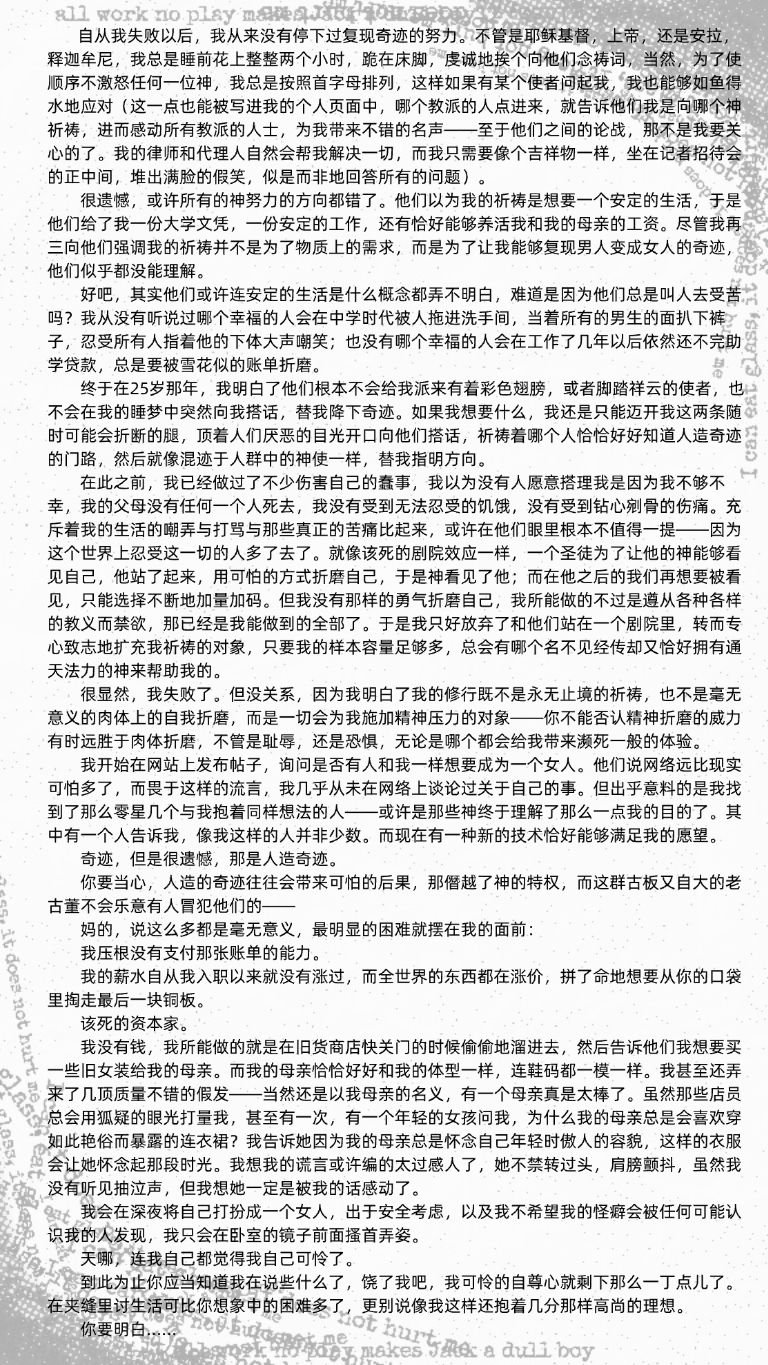 all work no play makes Jack a dull boy
自从我失败以后，我从来没有停下过复现奇迹的努力。不管是耶稣基督，上帝，还是安拉，
释迦牟尼，我总是睡前花上整整两个小时，跪在床脚，虔诚地挨个向他们念祷词，当然，为了使
顺序不激怒任何一位神，我总是按照首字母排列，这样如果有某个使者问起我，我也能够如鱼得
水地应对（这一点也能被写进我的个人页面中，哪个教派的人点进来，就告诉他们我是向哪个神
祈祷，进而感动所有教派的人士，为我带来不错的名声——至于他们之间的论战，那不是我要关
心的了。我的律师和代理人自然会帮我解决一切，而我只需要像个吉祥物一样，坐在记者招待会
的正中间，堆出满脸的假笑，似是而非地回答所有的问题）。
很遗憾，或许所有的神努力的方向都错了。他们以为我的祈祷是想要一个安定的生活，于是
他们给了我一份大学文凭，一份安定的工作，还有恰好能够养活我和我的母亲的工资。尽管我再
三向他们强调我的祈祷并不是为了物质上的需求，而是为了让我能够复现男人变成女人的奇迹，
他们似乎都没能理解。
好吧，其实他们或许连安定的生活是什么概念都弄不明白，难道是因为他们总是叫人去受苦
吗？我从没有听说过哪个幸福的人会在中学时代被人拖进洗手间，当着所有的男生的面扒下裤
子，忍受所有人指着他的下体大声嘲笑；也没有哪个幸福的人会在工作了几年以后依然还不完助
学贷款，总是要被雪花似的账单折磨。
终于在25岁那年，我明白了他们根本不会给我派来有着彩色翅膀，或者脚踏祥云的使者，也
不会在我的睡梦中突然向我搭话，替我降下奇迹。如果我想要什么，我还是只能迈开我这两条随
时可能会折断的腿，顶着人们厌恶的目光开口向他们搭话，祈祷着哪个人恰恰好好知道人造奇迹
的门路，然后就像混迹于人群中的神使一样，替我指明方向。
在此之前，我已经做过了不少伤害自己的蠢事，我以为没有人愿意搭理我是因为我不够不
幸，我的父母没有任何一个人死去，我没有受到无法忍受的饥饿，没有受到钻心剜骨的伤痛。充
斥着我的生活的嘲弄与打骂与那些真正的苦痛比起来，或许在他们眼里根本不值得一提——因为
这个世界上忍受这一切的人多了去了。就像该死的剧院效应一样，一个圣徒为了让他的神能够看
见自己，他站了起来，用可怕的方式折磨自己，于是神看见了他；而在他之后的我们再想要被看
见，只能选择不断地加量加码。但我没有那样的勇气折磨自己，我所能做的不过是遵从各种各样
的教义而禁欲，那已经是我能做到的全部了。于是我只好放弃了和他们站在一个剧院里，转而专
心致志地扩充我祈祷的对象，只要我的样本容量足够多，总会有哪个名不见经传却又恰好拥有通
天法力的神来帮助我的。
很显然，我失败了。但没关系，因为我明白了我的修行既不是永无止境的祈祷，也不是毫无
意义的肉体上的自我折磨，而是一切会为我施加精神压力的对象——你不能否认精神折磨的威力
有时远胜于肉体折磨，不管是耻辱，还是恐惧，无论是哪个都会给我带来濒死一般的体验。
我开始在网站上发布帖子，询问是否有人和我一样想要成为一个女人。他们说网络远比现实
可怕多了，而畏于这样的流言，我几乎从未在网络上谈论过关于自己的事。但出乎意料的是我找
到了那么零星几个与我抱着同样想法的人——或许是那些神终于理解了那么一点我的目的了。其
中有一个人告诉我，像我这样的人并非少数。而现在有一种新的技术恰好能够满足我的愿望。
奇迹，但是很遗憾，那是人造奇迹。
你要当心，人造的奇迹往往会带来可怕的后果，那僭越了神的特权，而这群古板又自大的老
古董不会乐意有人冒犯他们的——
妈的，说这么多都是毫无意义，最明显的困难就摆在我的面前：
我压根没有支付那张账单的能力。
我的薪水自从我入职以来就没有涨过，而全世界的东西都在涨价，拼了命地想要从你的口袋
里掏走最后一块铜板。
该死的资本家。
我没有钱，我所能做的就是在旧货商店快关门的时候偷偷地溜进去，然后告诉他们我想要买
一些旧女装给我的母亲。而我的母亲恰恰好好和我的体型一样，连鞋码都一模一样。我甚至还弄
来了几顶质量不错的假发——当然还是以我母亲的名义，有一个母亲真是太棒了。虽然那些店员
总会用狐疑的眼光打量我，甚至有一次，有一个年轻的女孩问我，为什么我的母亲总是会喜欢穿
如此艳俗而暴露的连衣裙？我告诉她因为我的母亲总是怀念自己年轻时傲人的容貌，这样的衣服
会让她怀念起那段时光。我想我的谎言或许编的太过感人了，她不禁转过头，肩膀颤抖，虽然我
没有听见抽泣声，但我想她一定是被我的话感动了。
我会在深夜将自己打扮成一个女人，出于安全考虑，以及我不希望我的怪癖会被任何可能认
识我的人发现，我只会在卧室的镜子前面搔首弄姿。
天哪，连我自己都觉得我自己可怜了。
到此为止你应当知道我在说些什么了，饶了我吧，我可怜的自尊心就剩下那么一丁点儿了。
在夹缝里讨生活可比你想象中的困难多了，更别说像我这样还抱着几分那样高尚的理想。
你要明白……
all work no play makes Jack a dull boy